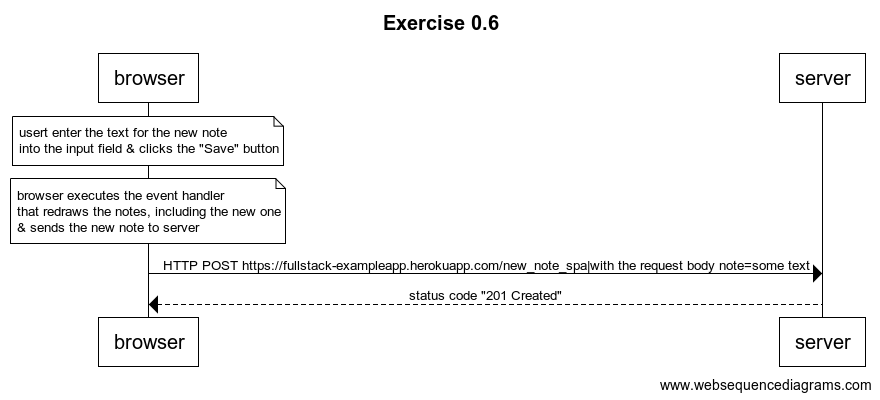 Exercise 0.6
browser
server
usert enter the text for the new note
into the input field & clicks the "Save" button
browser executes the event handler
that redraws the notes, including the new one
& sends the new note to server
HTTP POST https://fullstack-exampleapp.herokuapp.com/new_note_spa|with the request body note=some text
status code "201 Created"
browser
server
www.websequencediagrams.com